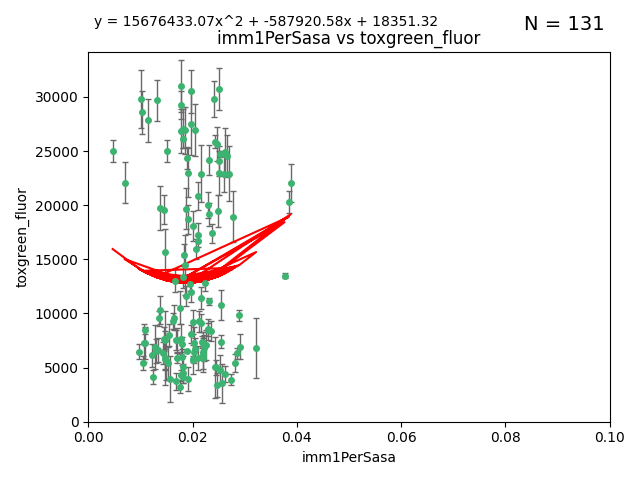 y = 15676433.07x^2 + -587920.58x + 18351.32
N = 131
imm1PerSasa vs toxgreen_fluor
30000
25000
20000
15000
10000
5000
0
toxgreen_fluor
0.00 0.02 0.04 0.06 0.08 0.10
imm1PerSasa